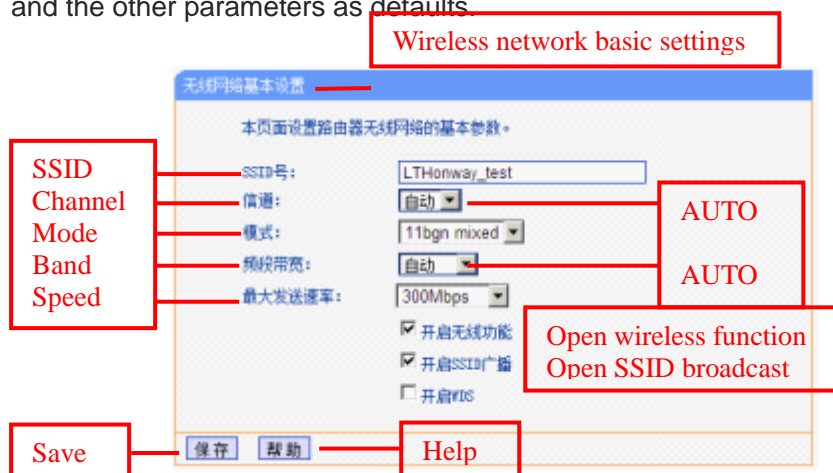 and the other parameters as defaults.
Wireless network basic settings
无线网络基本设置
本页面设置路由器无线网络的基本参数。
SSID
Channel
Mode
Band
Speed
SSID号： LTHonway_test
信道： 自动
模式： 11bgn mixed
频段带宽： 自动
最大发送速率： 300Mbps
AUTO
AUTO
开启无线功能
开启SSID广播
开启WDS
Open wireless function
Open SSID broadcast
Save
保存 帮助
Help